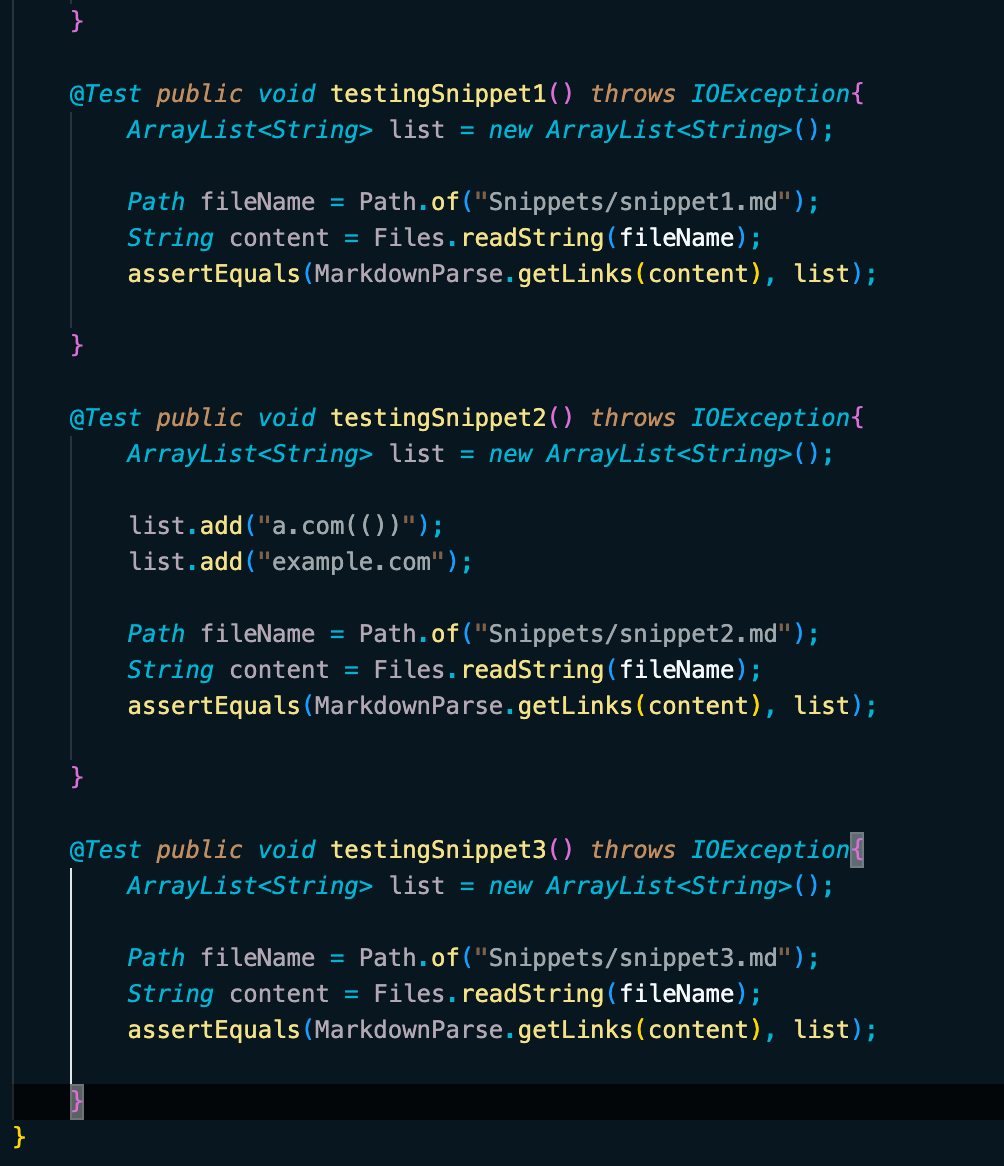 }
@Test public void testingSnippet1() throws IOException{
ArrayList<String> list = new ArrayList<String>();
Path fileName = Path.of("Snippets/snippet1.md");
String content = Files.readString(fileName);
assertEquals(MarkdownParse.getLinks(content), list);
}
@Test public void testingSnippet2() throws IOException{
ArrayList<String> list = new ArrayList<String>();
list.add("a.com(())");
list.add("example.com");
Path fileName = Path.of("Snippets/snippet2.md");
String content = Files.readString(fileName);
assertEquals(MarkdownParse.getLinks(content), list);
}
@Test public void testingSnippet3() throws IOException{
ArrayList<String> list = new ArrayList<String>();
Path fileName = Path.of("Snippets/snippet3.md");
String content = Files.readString(fileName);
assertEquals(MarkdownParse.getLinks(content), list);
}
}